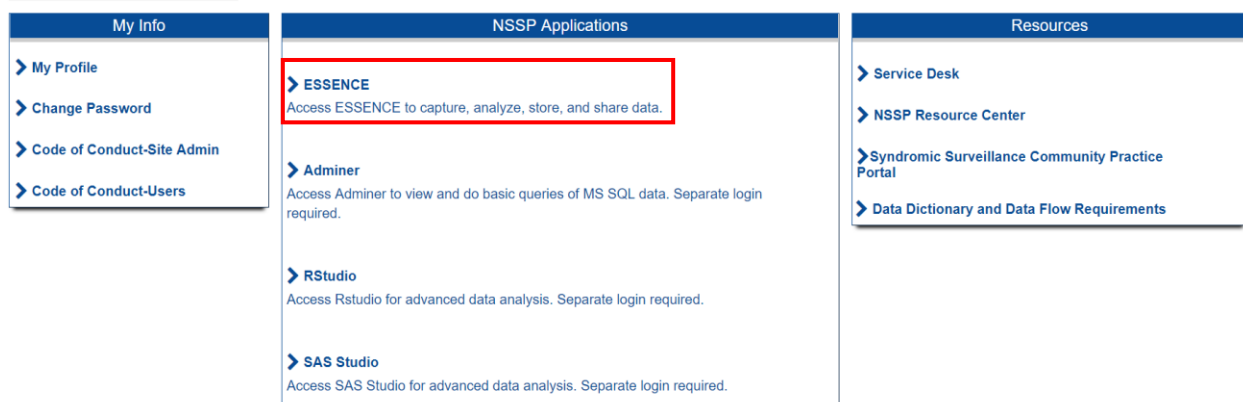 My Info
My Profile
Change Password
Code of Conduct-Site Admin
Code of Conduct-Users
NSSP Applications
ESSENCE
Access ESSENCE to capture, analyze, store, and share data.
Adminer
Access Adminer to view and do basic queries of MS SQL data. Separate login
required.
RStudio
Access Rstudio for advanced data analysis. Separate login required.
SAS Studio
Access SAS Studio for advanced data analysis. Separate login required.
Resources
Service Desk
NSSP Resource Center
Syndromic Surveillance Community Practice
Portal
Data Dictionary and Data Flow Requirements